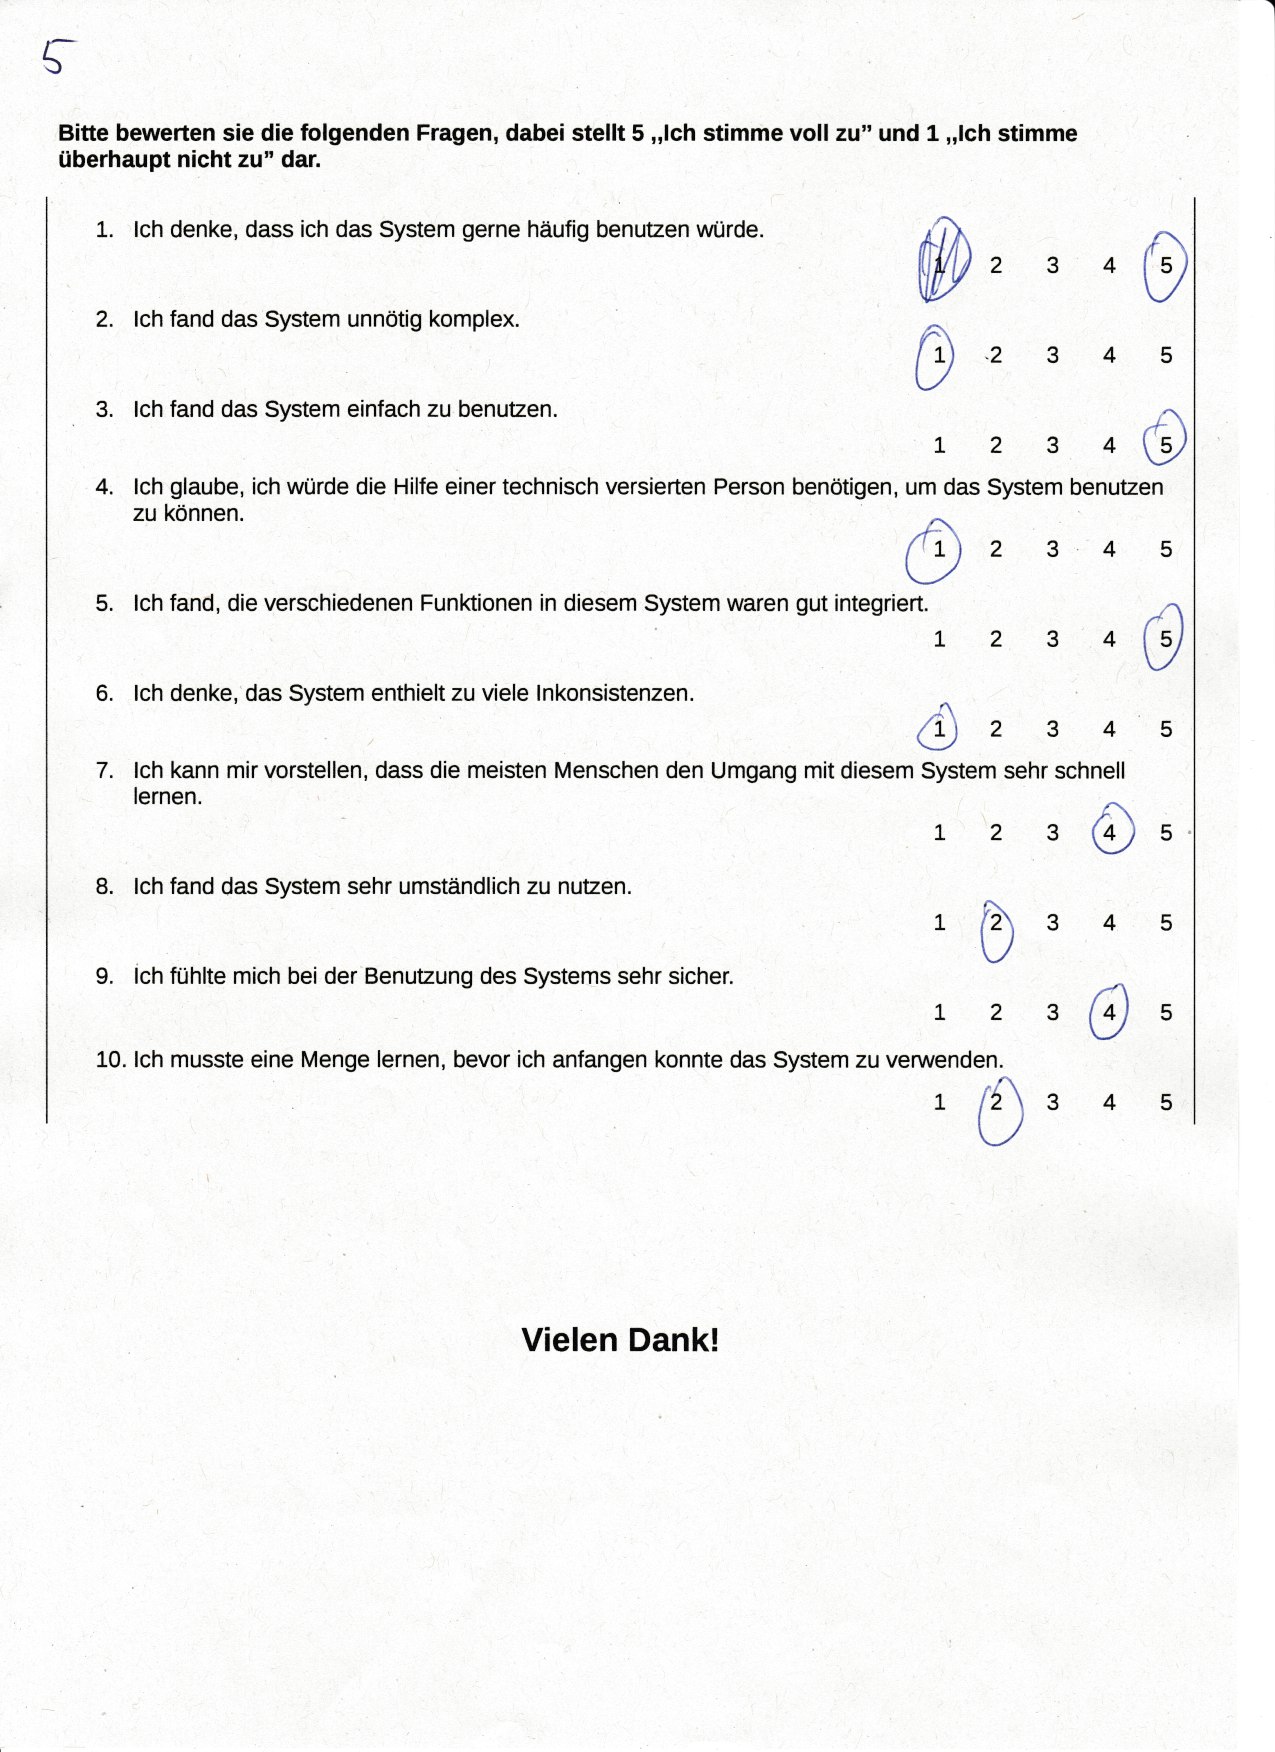 5
Bitte bewerten sie die folgenden Fragen, dabei stellt 5 ,,Ich stimme voll zu” und 1 ,,Ich stimme
überhaupt nicht zu” dar.
1. Ich denke, dass ich das System gerne häufig benutzen würde.
1 2 3 4 5
2. Ich fand das System unnötig komplex.
1 2 3 4 5
3. Ich fand das System einfach zu benutzen.
1 2 3 4 5
4. Ich glaube, ich würde die Hilfe einer technisch versierten Person benötigen, um das System benutzen
zu können.
1 2 3 4 5
5. Ich fand, die verschiedenen Funktionen in diesem System waren gut integriert.
1 2 3 4 5
6. Ich denke, das System enthielt zu viele Inkonsistenzen.
1 2 3 4 5
7. Ich kann mir vorstellen, dass die meisten Menschen den Umgang mit diesem System sehr schnell
lernen.
1 2 3 4 5
8. Ich fand das System sehr umständlich zu nutzen.
1 2 3 4 5
9. Ich fühlte mich bei der Benutzung des Systems sehr sicher.
1 2 3 4 5
10. Ich musste eine Menge lernen, bevor ich anfangen konnte das System zu verwenden.
1 2 3 4 5
Vielen Dank!